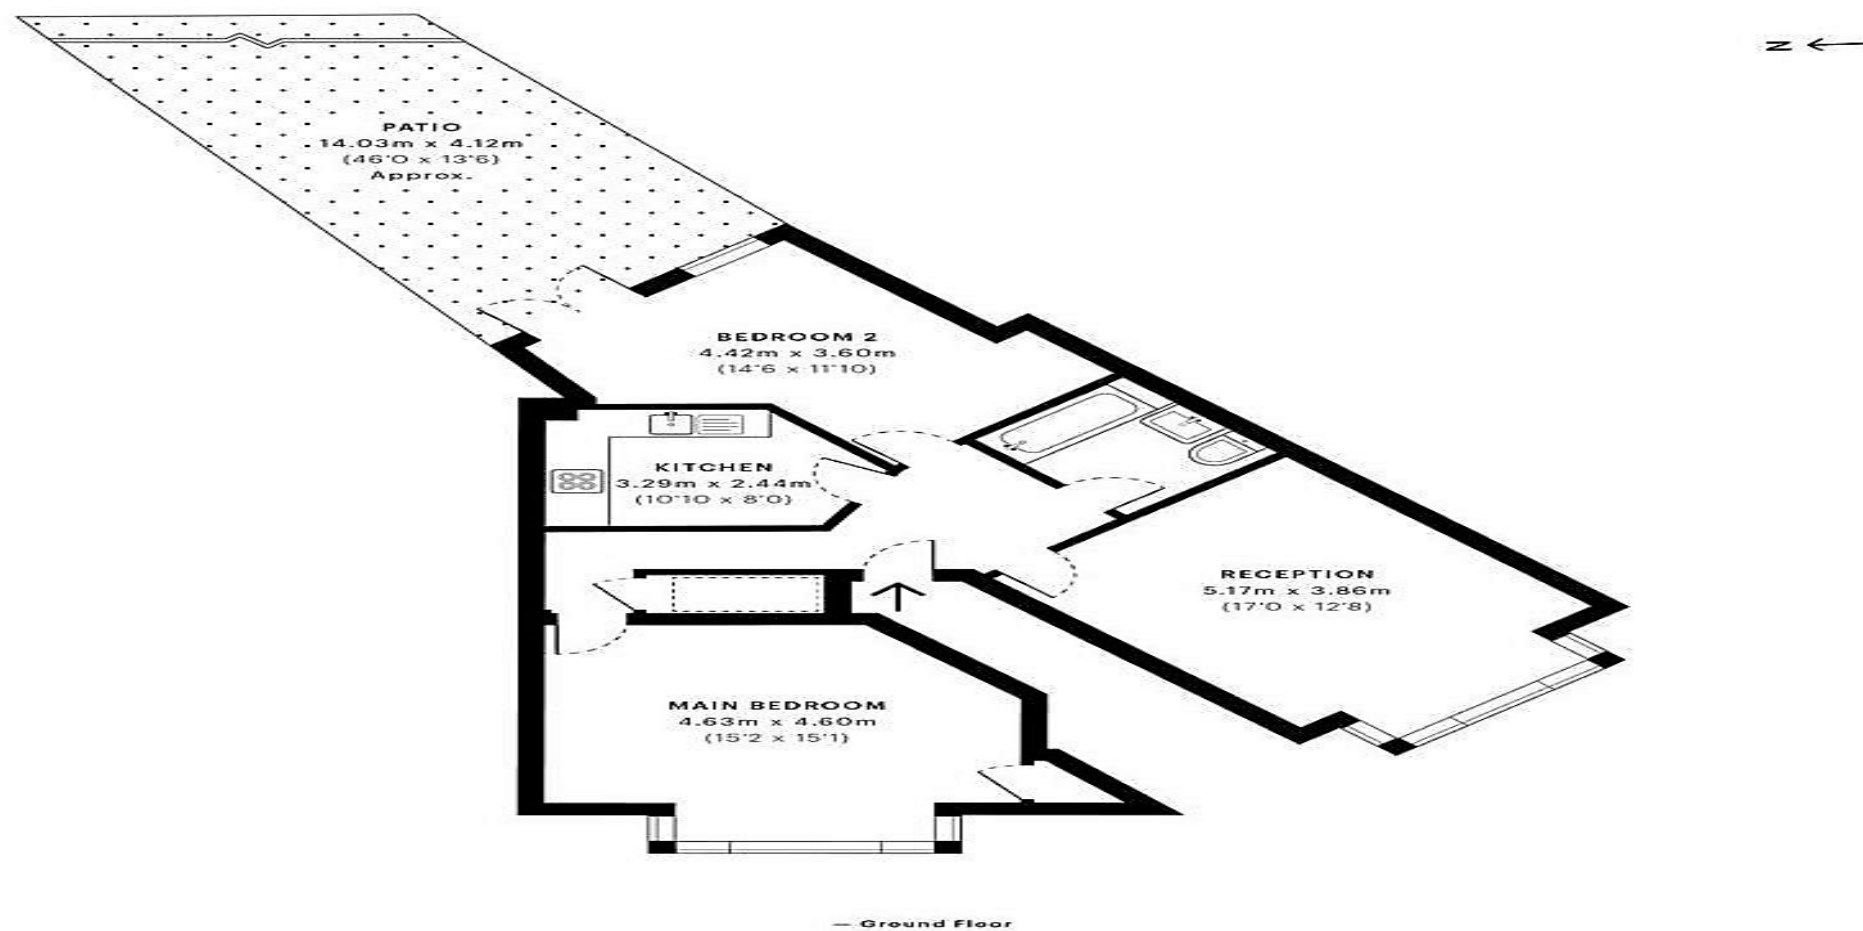 N
PATIO
14.03m x 4.12m
(46'0 x 13'6)
Approx.
BEDROOM 2
4.42m x 3.60m
(14'6 x 11'10)
KITCHEN
3.29m x 2.44m
(10'10 x 8'0)
RECEPTION
5.17m x 3.86m
(17'0 x 12'8)
MAIN BEDROOM
4.63m x 4.60m
(15'2 x 15'1)
— Ground Floor